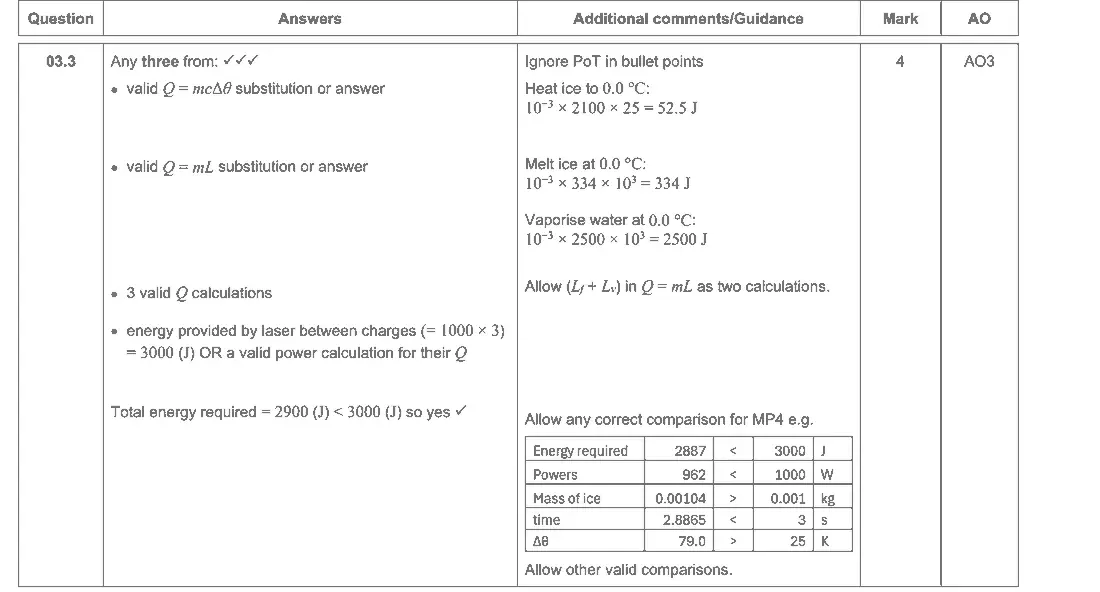 Question Answers Additional comments/Guidance Mark AO
03.3 Any three from: ✓✓✓ Ignore PoT in bullet points 4 AO3
• valid Q = mcΔθ substitution or answer Heat ice to 0.0 °C:
10⁻³ × 2100 × 25 = 52.5 J
• valid Q = mL substitution or answer Melt ice at 0.0 °C:
10⁻³ × 334 × 10³ = 334 J
Vaporise water at 0.0 °C:
10⁻³ × 2500 × 10³ = 2500 J
• 3 valid Q calculations Allow (Lf + Lv) in Q = mL as two calculations.
• energy provided by laser between charges (= 1000 × 3)
= 3000 (J) OR a valid power calculation for their Q
Total energy required = 2900 (J) < 3000 (J) so yes ✓ Allow any correct comparison for MP4 e.g.
Energy required 2887 < 3000 J
Powers 962 < 1000 W
Mass of ice 0.00104 > 0.001 kg
time 2.8865 < 3 s
Δθ 79.0 > 25 K
Allow other valid comparisons.